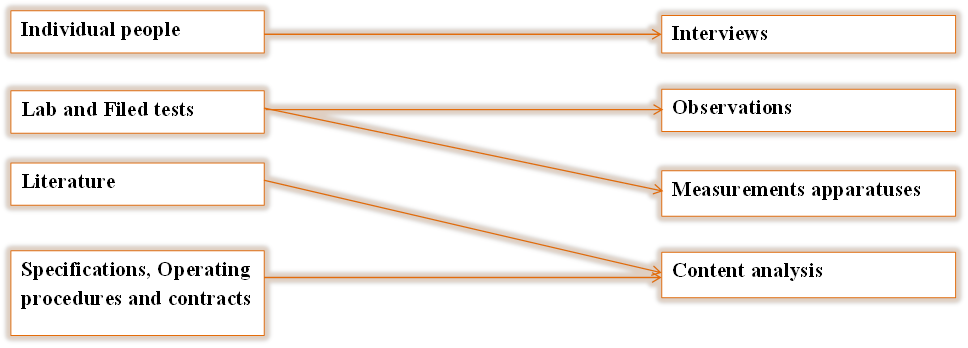 Individual people
Interviews
Lab and Filed tests
Observations
Literature
Measurements apparatuses
Specifications, Operating
procedures and contracts
Content analysis